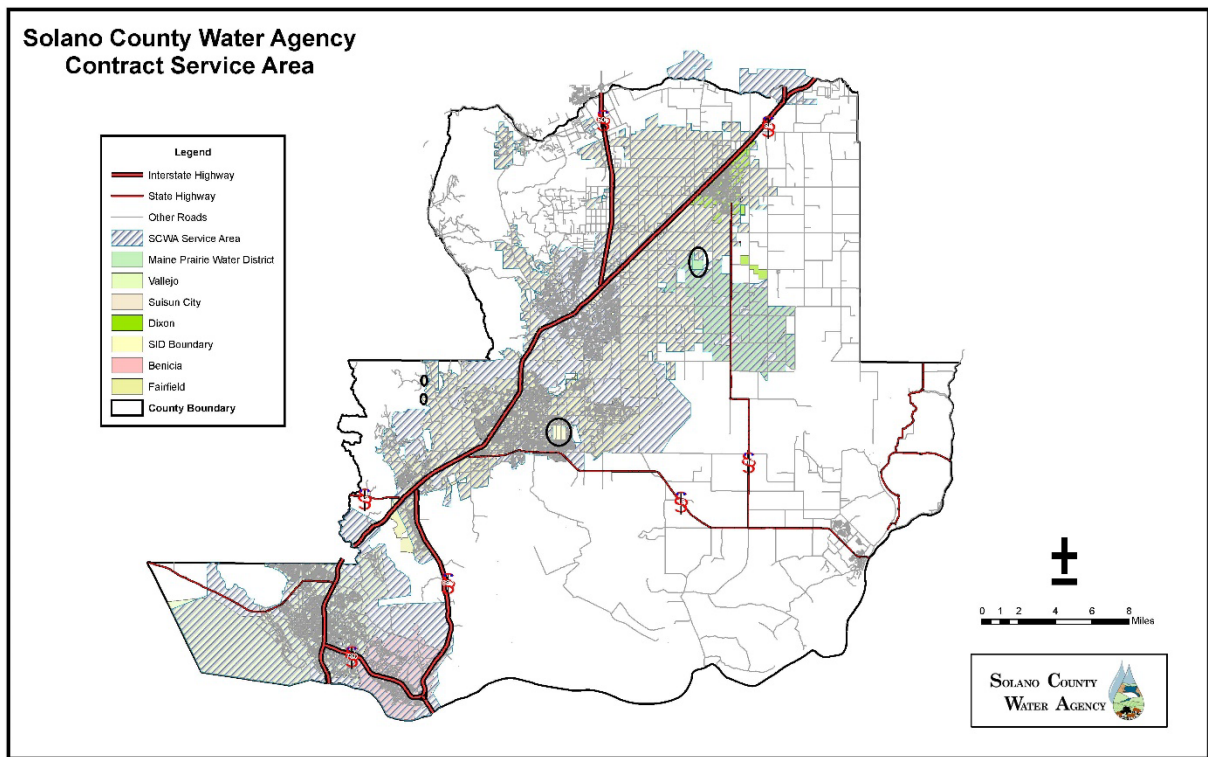 Solano County Water Agency
Contract Service Area
Legend
Interstate Highway
State Highway
Other Roads
SCWA Service Area
Maine Prairie Water District
Vallejo
Suisun City
Dixon
SID Boundary
Benicia
Fairfield
County Boundary
±
0 1 2 4 6 8
Miles
SOLANO COUNTY
WATER AGENCY